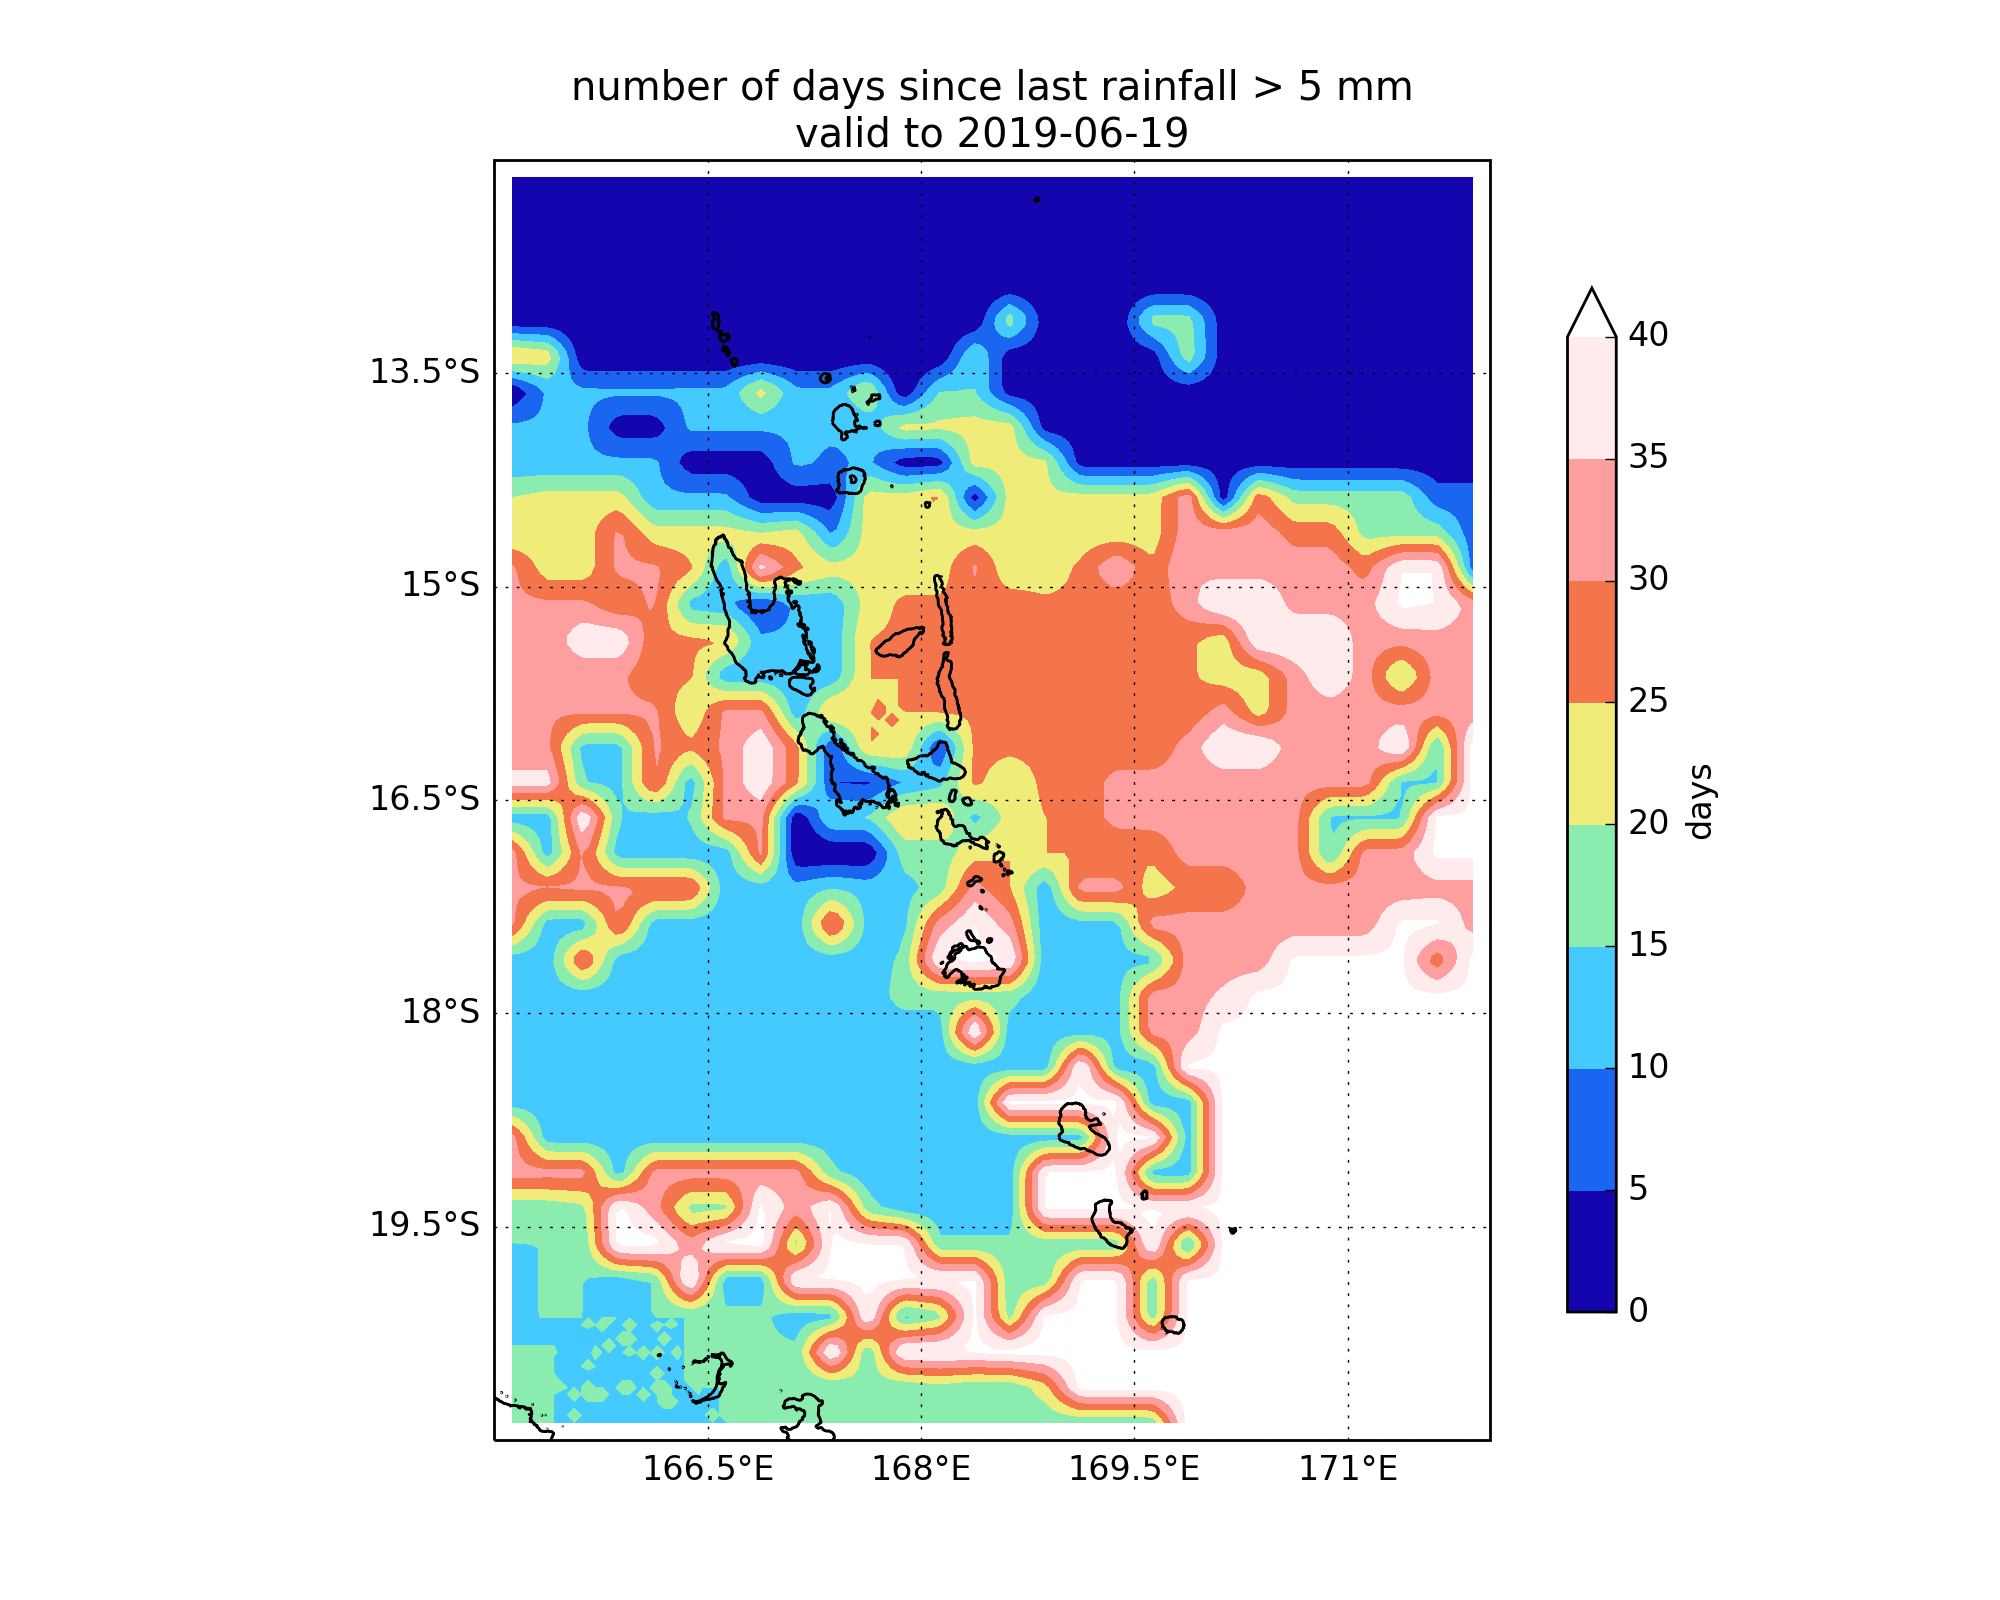 number of days since last rainfall > 5 mm
valid to 2019-06-19
13.5°S
15°S
16.5°S
18°S
19.5°S
166.5°E
168°E
169.5°E
171°E
40
35
30
25
20
15
10
5
0
days